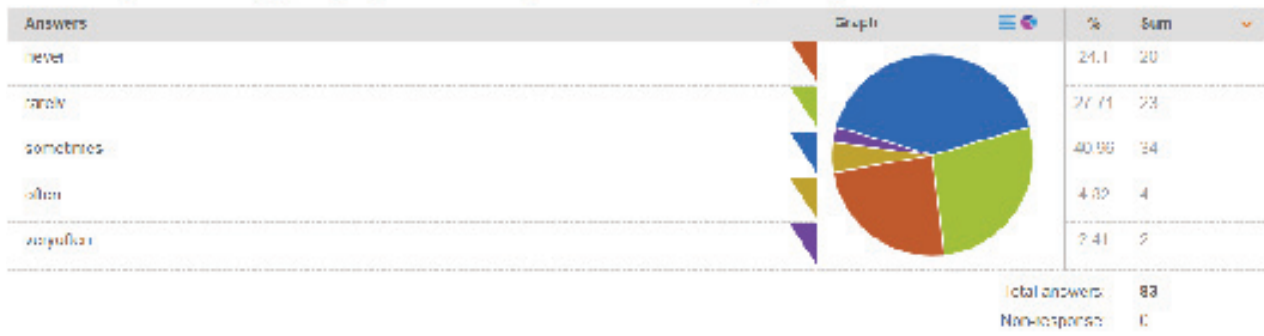 Answers Graph % Sum
never 24.1 20
rarely 27.71 23
sometimes 40.96 34
often 4.82 4
very often 2.41 2
Total answers: 83
Non-response: 0